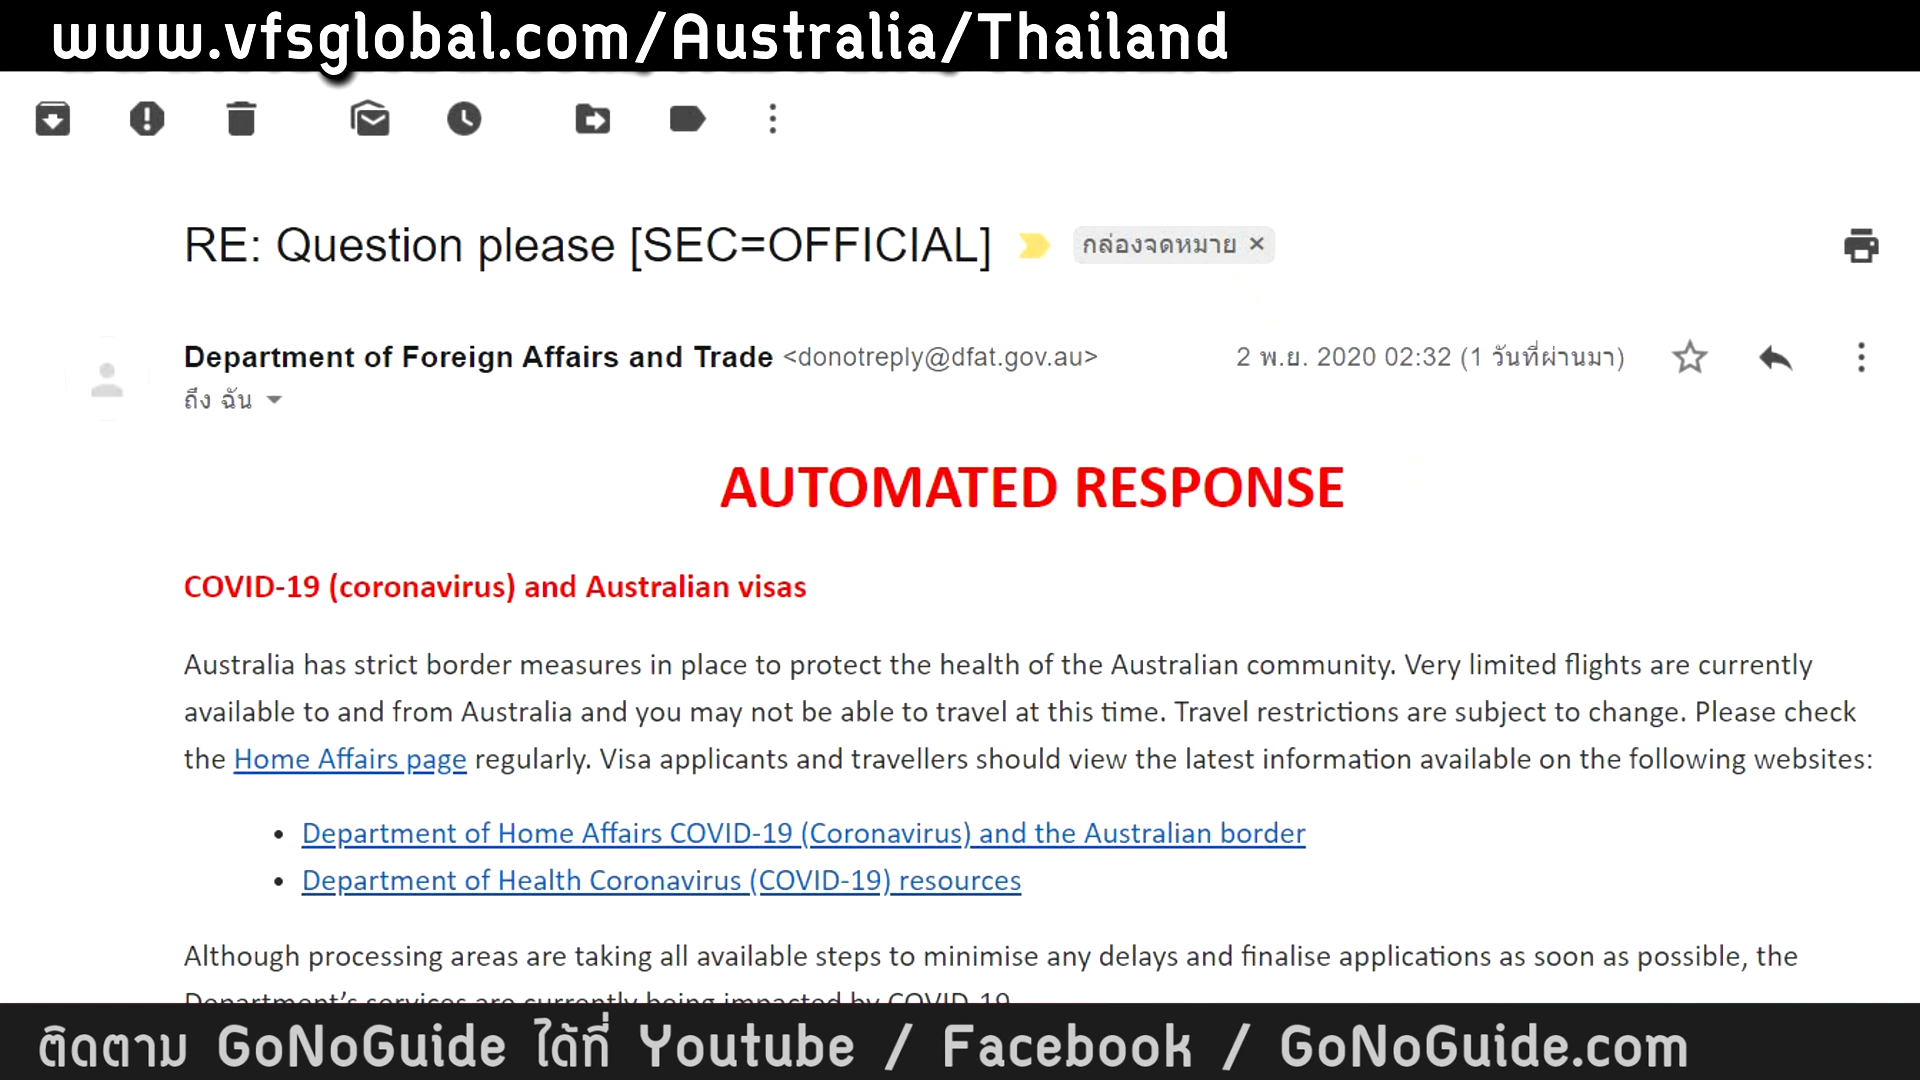 www.vfsglobal.com/Australia/Thailand
RE: Question please [SEC=OFFICIAL] กล่องจดหมาย ×
Department of Foreign Affairs and Trade <donotreply@dfat.gov.au> 2 พ.ย. 2020 02:32 (1 วันที่ผ่านมา)
ถึง ฉัน
AUTOMATED RESPONSE
COVID-19 (coronavirus) and Australian visas
Australia has strict border measures in place to protect the health of the Australian community. Very limited flights are currently
available to and from Australia and you may not be able to travel at this time. Travel restrictions are subject to change. Please check
the Home Affairs page regularly. Visa applicants and travellers should view the latest information available on the following websites:
• Department of Home Affairs COVID-19 (Coronavirus) and the Australian border
• Department of Health Coronavirus (COVID-19) resources
Although processing areas are taking all available steps to minimise any delays and finalise applications as soon as possible, the
Department's services are currently being impacted by COVID-19
ติดตาม GoNoGuide ได้ที่ Youtube / Facebook / GoNoGuide.com